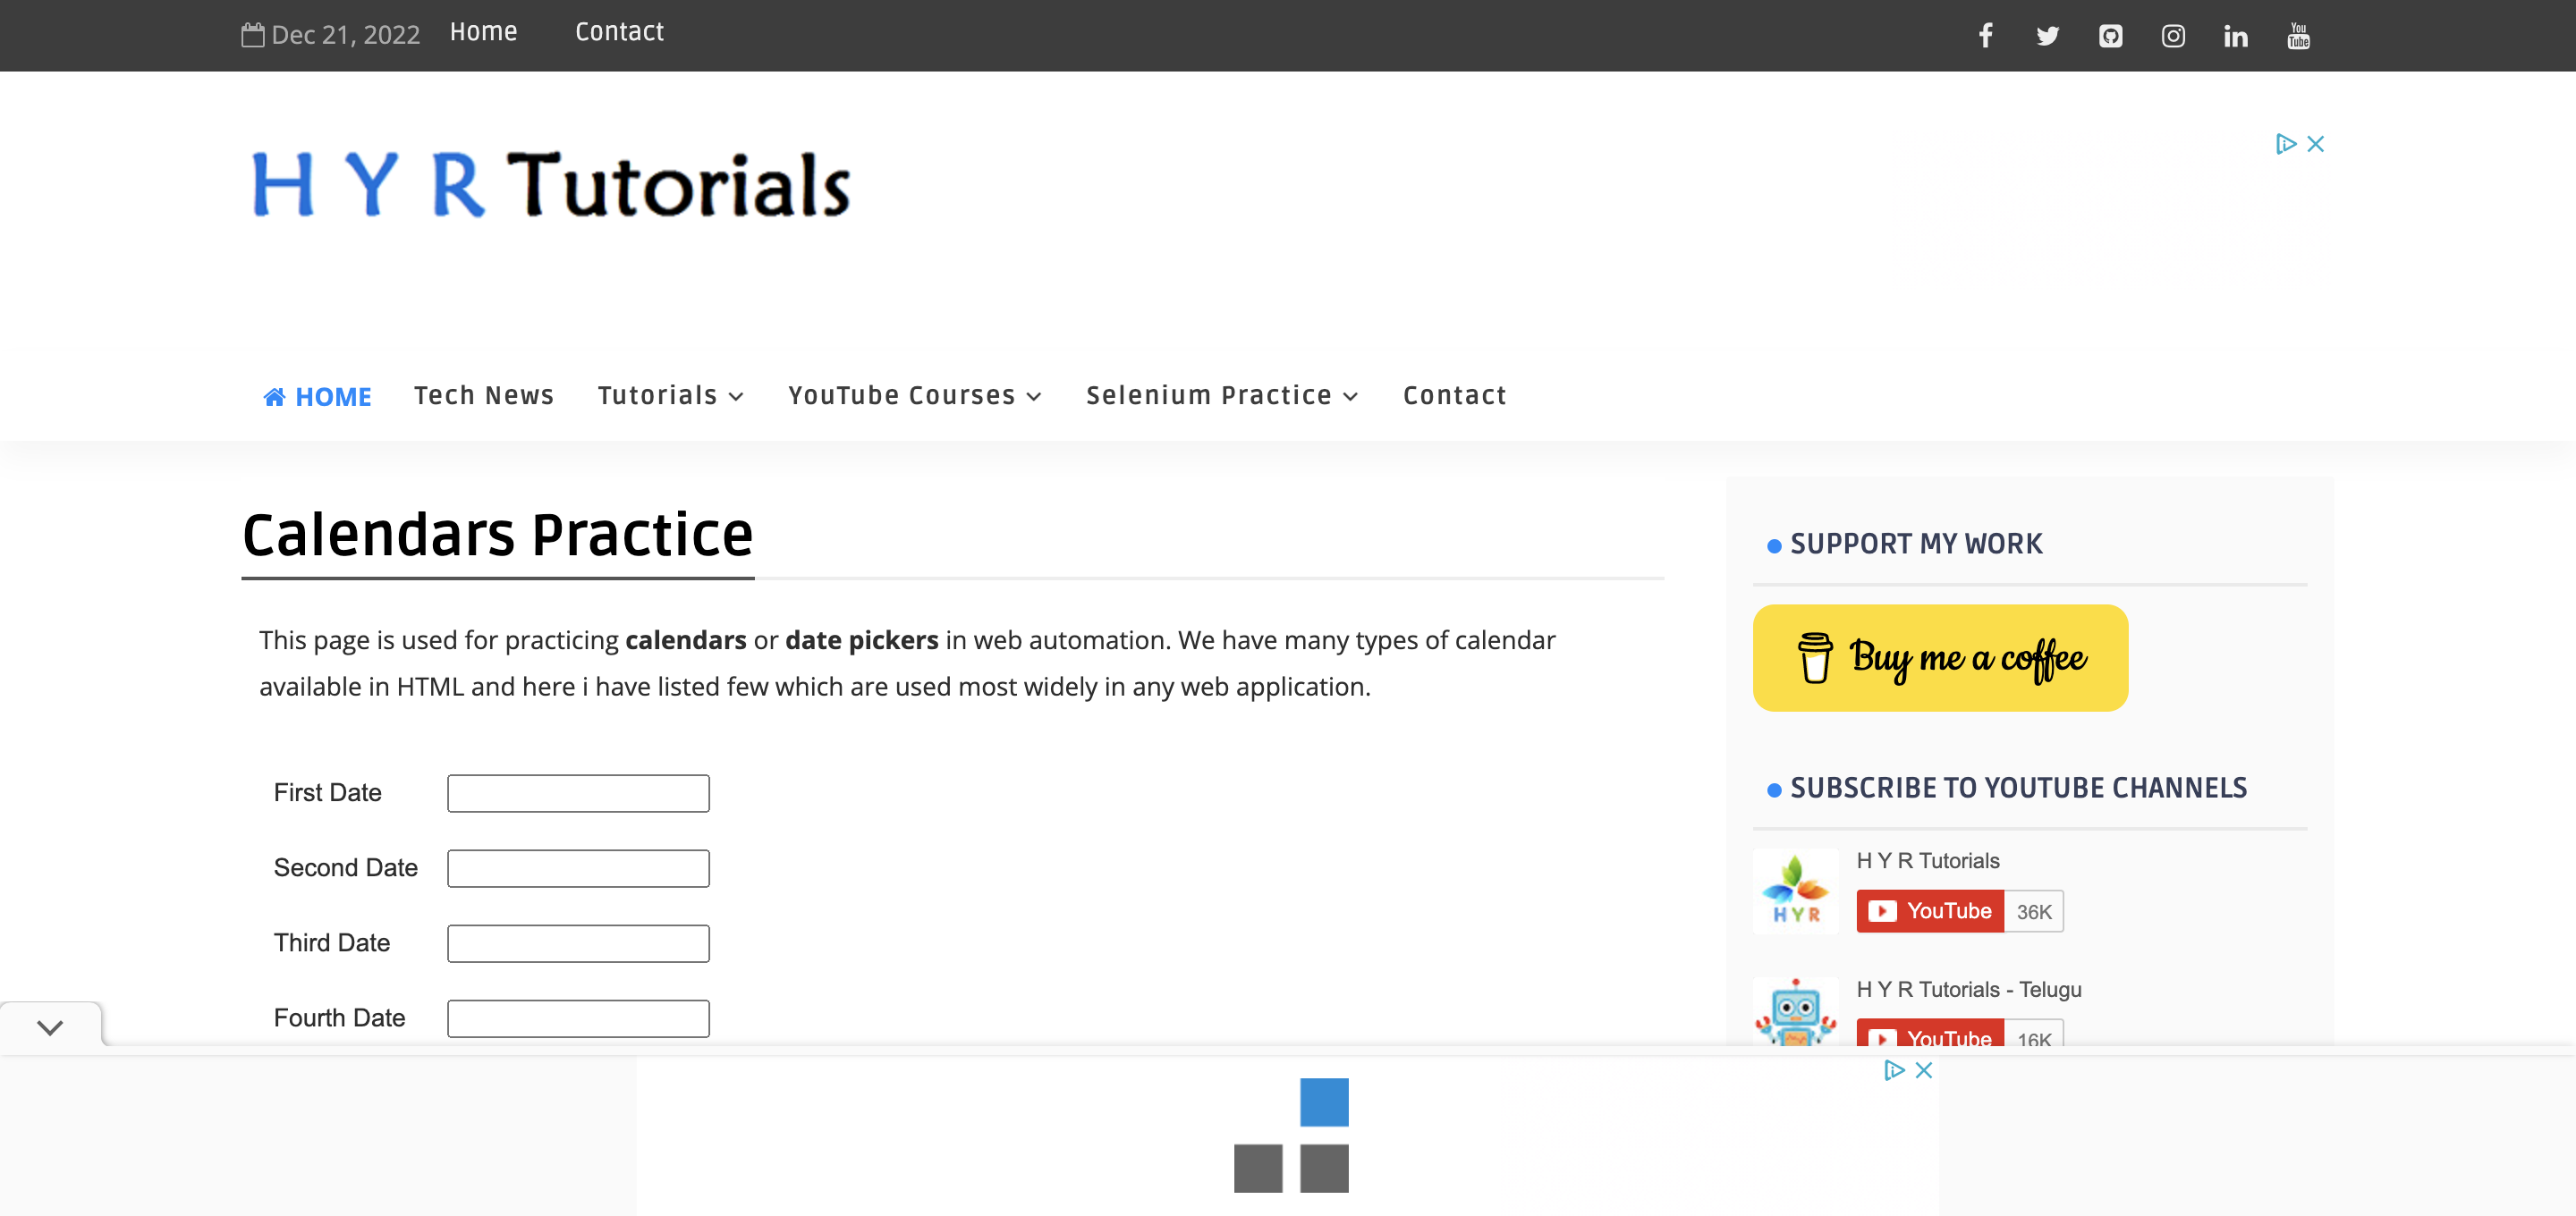 Dec 21, 2022 Home Contact
You
Tube
H Y R Tutorials
HOME Tech News Tutorials YouTube Courses Selenium Practice Contact
Calendars Practice
This page is used for practicing calendars or date pickers in web automation. We have many types of calendar
available in HTML and here i have listed few which are used most widely in any web application.
First Date
Second Date
Third Date
Fourth Date
SUPPORT MY WORK
Buy me a coffee
SUBSCRIBE TO YOUTUBE CHANNELS
H Y R Tutorials
HYR
YouTube 36K
H Y R Tutorials - Telugu
YouTube 16K